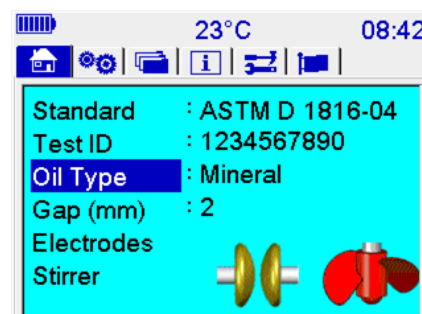 23°C 08:42
i
Standard : ASTM D 1816-04
Test ID : 1234567890
Oil Type : Mineral
Gap (mm) : 2
Electrodes
Stirrer